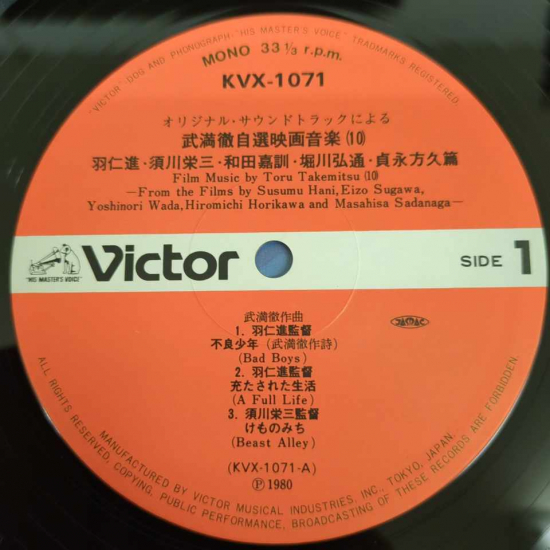 "VICTOR" DOG AND PHONOGRAPH "HIS MASTER'S VOICE" TRADMARKS REGISTERED.
MONO 33 1/3 r.p.m.
KVX-1071
オリジナル・サウンドトラックによる
武満徹自選映画音楽(10)
羽仁進・須川栄三・和田嘉訓・堀川弘通・貞永方久篇
Film Music by Toru Takemitsu (10)
—From the Films by Susumu Hani, Eizo Sugawa,
Yoshinori Wada, Hiromichi Horikawa and Masahisa Sadanaga—
"HIS MASTER'S VOICE"
Victor
SIDE 1
武満徹作曲
1. 羽仁進監督
不良少年 (武満徹作詩)
(Bad Boys)
2. 羽仁進監督
充たされた生活
(A Full Life)
3. 須川栄三監督
けものみち
(Beast Alley)
JASRAC
(KVX-1071-A)
Ⓟ 1980
ALL RIGHTS RESERVED, COPYING, PUBLIC PERFORMANCE, BROADCASTING OF THESE RECORDS ARE FORBIDDEN.
MANUFACTURED BY VICTOR MUSICAL INDUSTRIES, INC., TOKYO, JAPAN.